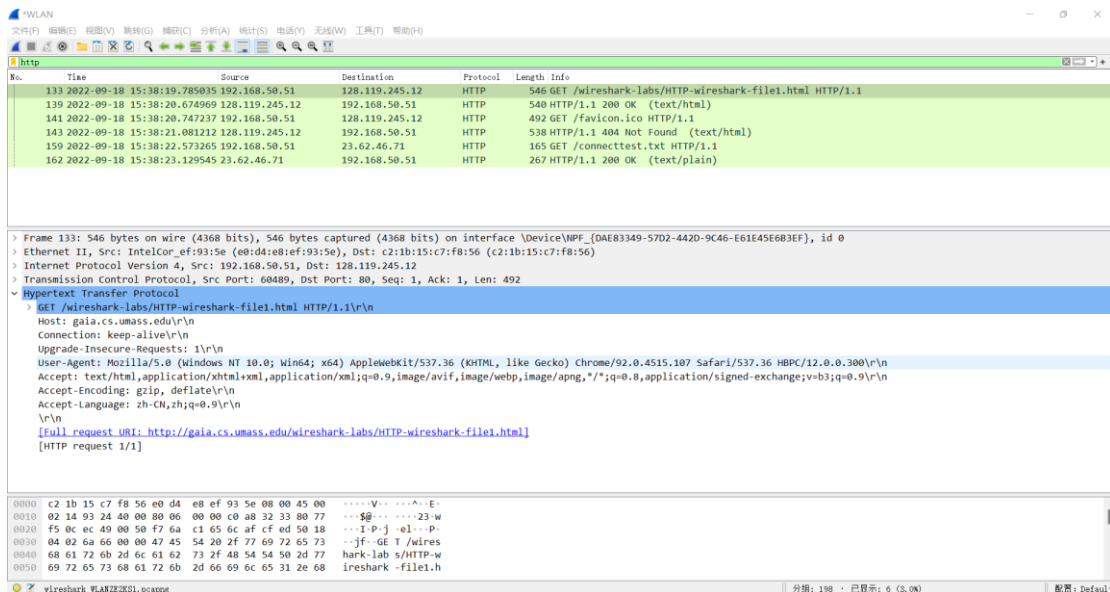 *WLAN
文件(F) 编辑(E) 视图(V) 跳转(G) 捕获(C) 分析(A) 统计(S) 电话(Y) 无线(W) 工具(T) 帮助(H)
http
No. Time Source Destination Protocol Length Info
133 2022-09-18 15:38:19.785035 192.168.50.51 128.119.245.12 HTTP 546 GET /wireshark-labs/HTTP-wireshark-file1.html HTTP/1.1
139 2022-09-18 15:38:20.674969 128.119.245.12 192.168.50.51 HTTP 540 HTTP/1.1 200 OK (text/html)
141 2022-09-18 15:38:20.747237 192.168.50.51 128.119.245.12 HTTP 492 GET /favicon.ico HTTP/1.1
143 2022-09-18 15:38:21.081212 128.119.245.12 192.168.50.51 HTTP 538 HTTP/1.1 404 Not Found (text/html)
159 2022-09-18 15:38:22.573265 192.168.50.51 23.62.46.71 HTTP 165 GET /connecttest.txt HTTP/1.1
162 2022-09-18 15:38:23.129545 23.62.46.71 192.168.50.51 HTTP 267 HTTP/1.1 200 OK (text/plain)
Frame 133: 546 bytes on wire (4368 bits), 546 bytes captured (4368 bits) on interface \Device\NPF_{DAE83349-57D2-442D-9C46-E61E45E6B3EF}, id 0
Ethernet II, Src: IntelCor_ef:93:5e (e0:d4:e8:ef:93:5e), Dst: c2:1b:15:c7:f8:56 (c2:1b:15:c7:f8:56)
Internet Protocol Version 4, Src: 192.168.50.51, Dst: 128.119.245.12
Transmission Control Protocol, Src Port: 60489, Dst Port: 80, Seq: 1, Ack: 1, Len: 492
Hypertext Transfer Protocol
GET /wireshark-labs/HTTP-wireshark-file1.html HTTP/1.1\r\n
Host: gaia.cs.umass.edu\r\n
Connection: keep-alive\r\n
Upgrade-Insecure-Requests: 1\r\n
User-Agent: Mozilla/5.0 (Windows NT 10.0; Win64; x64) AppleWebKit/537.36 (KHTML, like Gecko) Chrome/92.0.4515.107 Safari/537.36 HBPC/12.0.0.300\r\n
Accept: text/html,application/xhtml+xml,application/xml;q=0.9,image/avif,image/webp,image/apng,*/*;q=0.8,application/signed-exchange;v=b3;q=0.9\r\n
Accept-Encoding: gzip, deflate\r\n
Accept-Language: zh-CN,zh;q=0.9\r\n
\r\n
[Full request URI: http://gaia.cs.umass.edu/wireshark-labs/HTTP-wireshark-file1.html]
[HTTP request 1/1]
0000 c2 1b 15 c7 f8 56 e0 d4 e8 ef 93 5e 08 00 45 00 ·····V·· ···^··E·
0010 02 14 93 24 40 00 80 06 00 00 c0 a8 32 33 80 77 ···$@··· ····23·w
0020 f5 0c ec 49 00 50 f7 6a c1 65 6c af cf ed 50 18 ···I·P·j ·el···P·
0030 04 02 6a 66 00 00 47 45 54 20 2f 77 69 72 65 73 ··jf··GE T /wires
0040 68 61 72 6b 2d 6c 61 62 73 2f 48 54 54 50 2d 77 hark-lab s/HTTP-w
0050 69 72 65 73 68 61 72 6b 2d 66 69 6c 65 31 2e 68 ireshark -file1.h
wireshark_WLANZE2KS1.pcapng 分组: 198 · 已显示: 6 (3.0%) 配置: Defaul